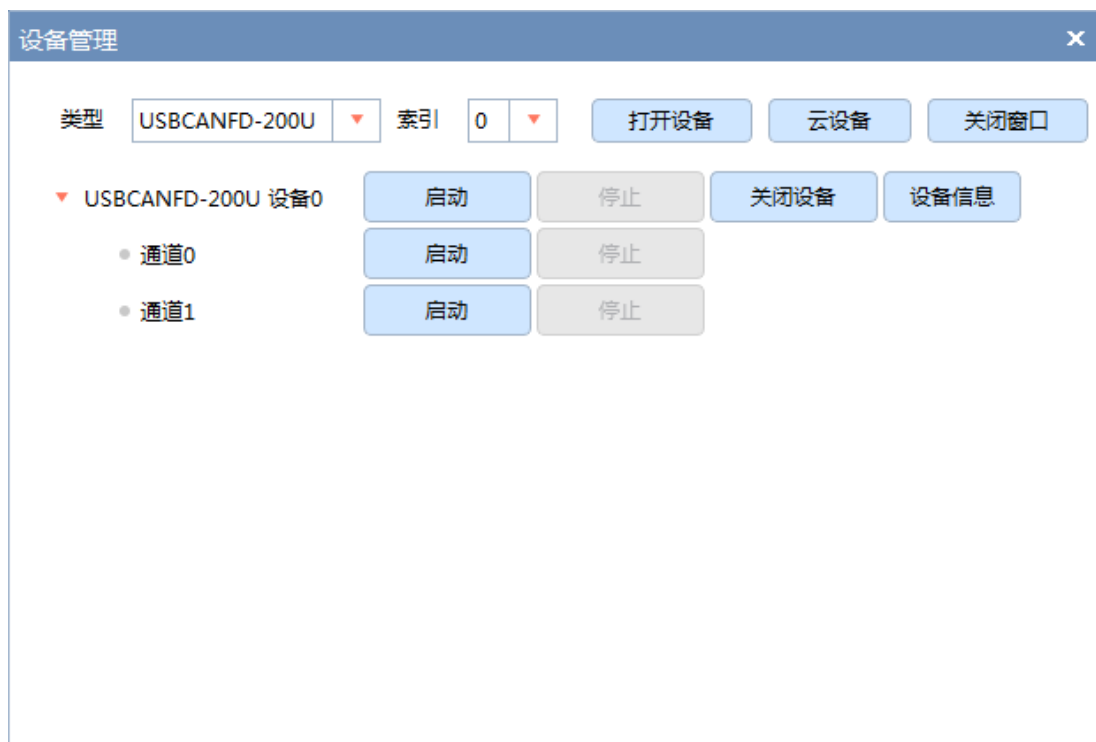 设备管理
类型 USBCANFD-200U 索引 0 打开设备 云设备 关闭窗口
USBCANFD-200U 设备0 启动 停止 关闭设备 设备信息
通道0 启动 停止
通道1 启动 停止